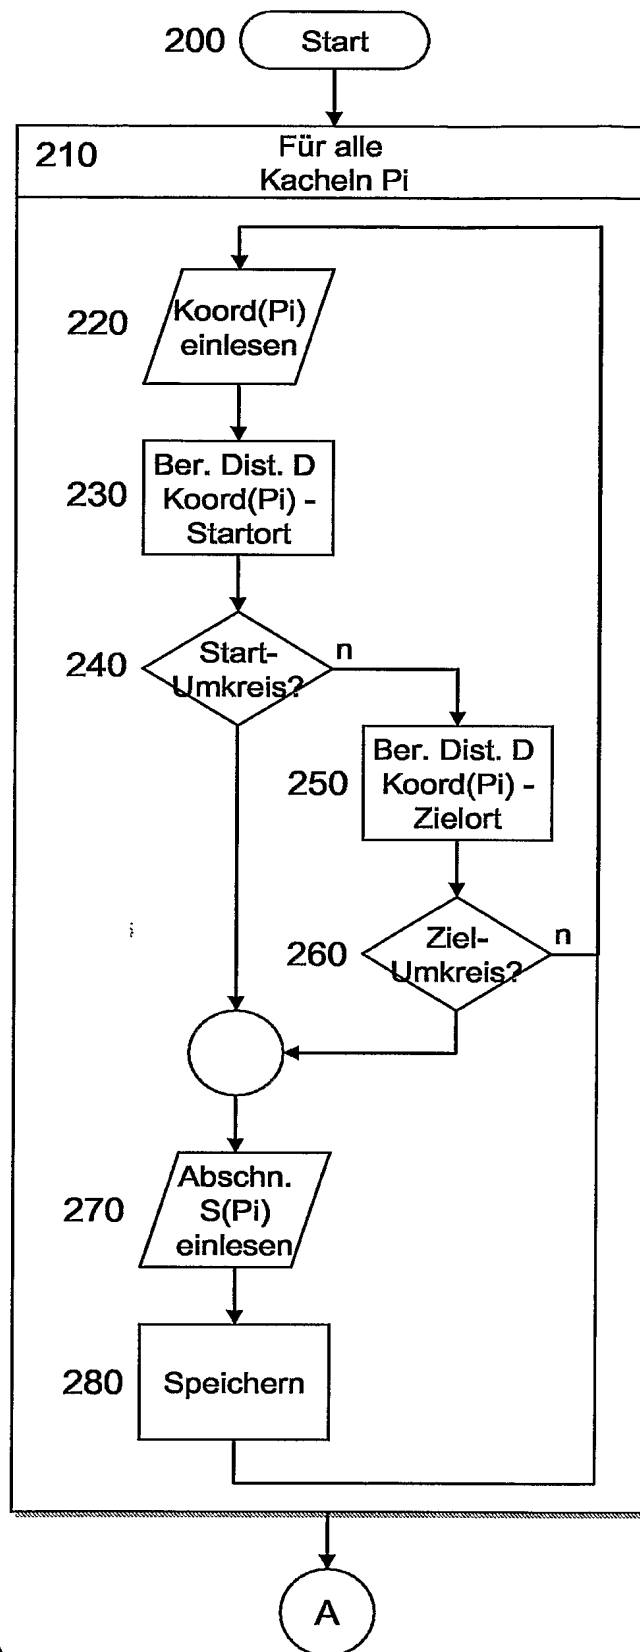 200 Start
210 Für alle
Kacheln Pi
220 Koord(Pi)
einlesen
230 Ber. Dist. D
Koord(Pi) -
Startort
240 Start-
Umkreis?
n
250 Ber. Dist. D
Koord(Pi) -
Zielort
260 Ziel-
Umkreis?
n
270 Abschn.
S(Pi)
einlesen
280 Speichern
A